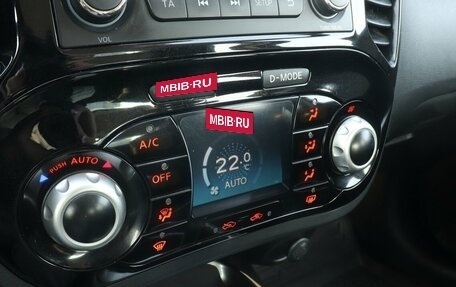 TA
SETUP
VOL
MBIB.RU
D-MODE
MBIB.RU
A/C
PUSH AUTO
OFF
22.0
°C
AUTO